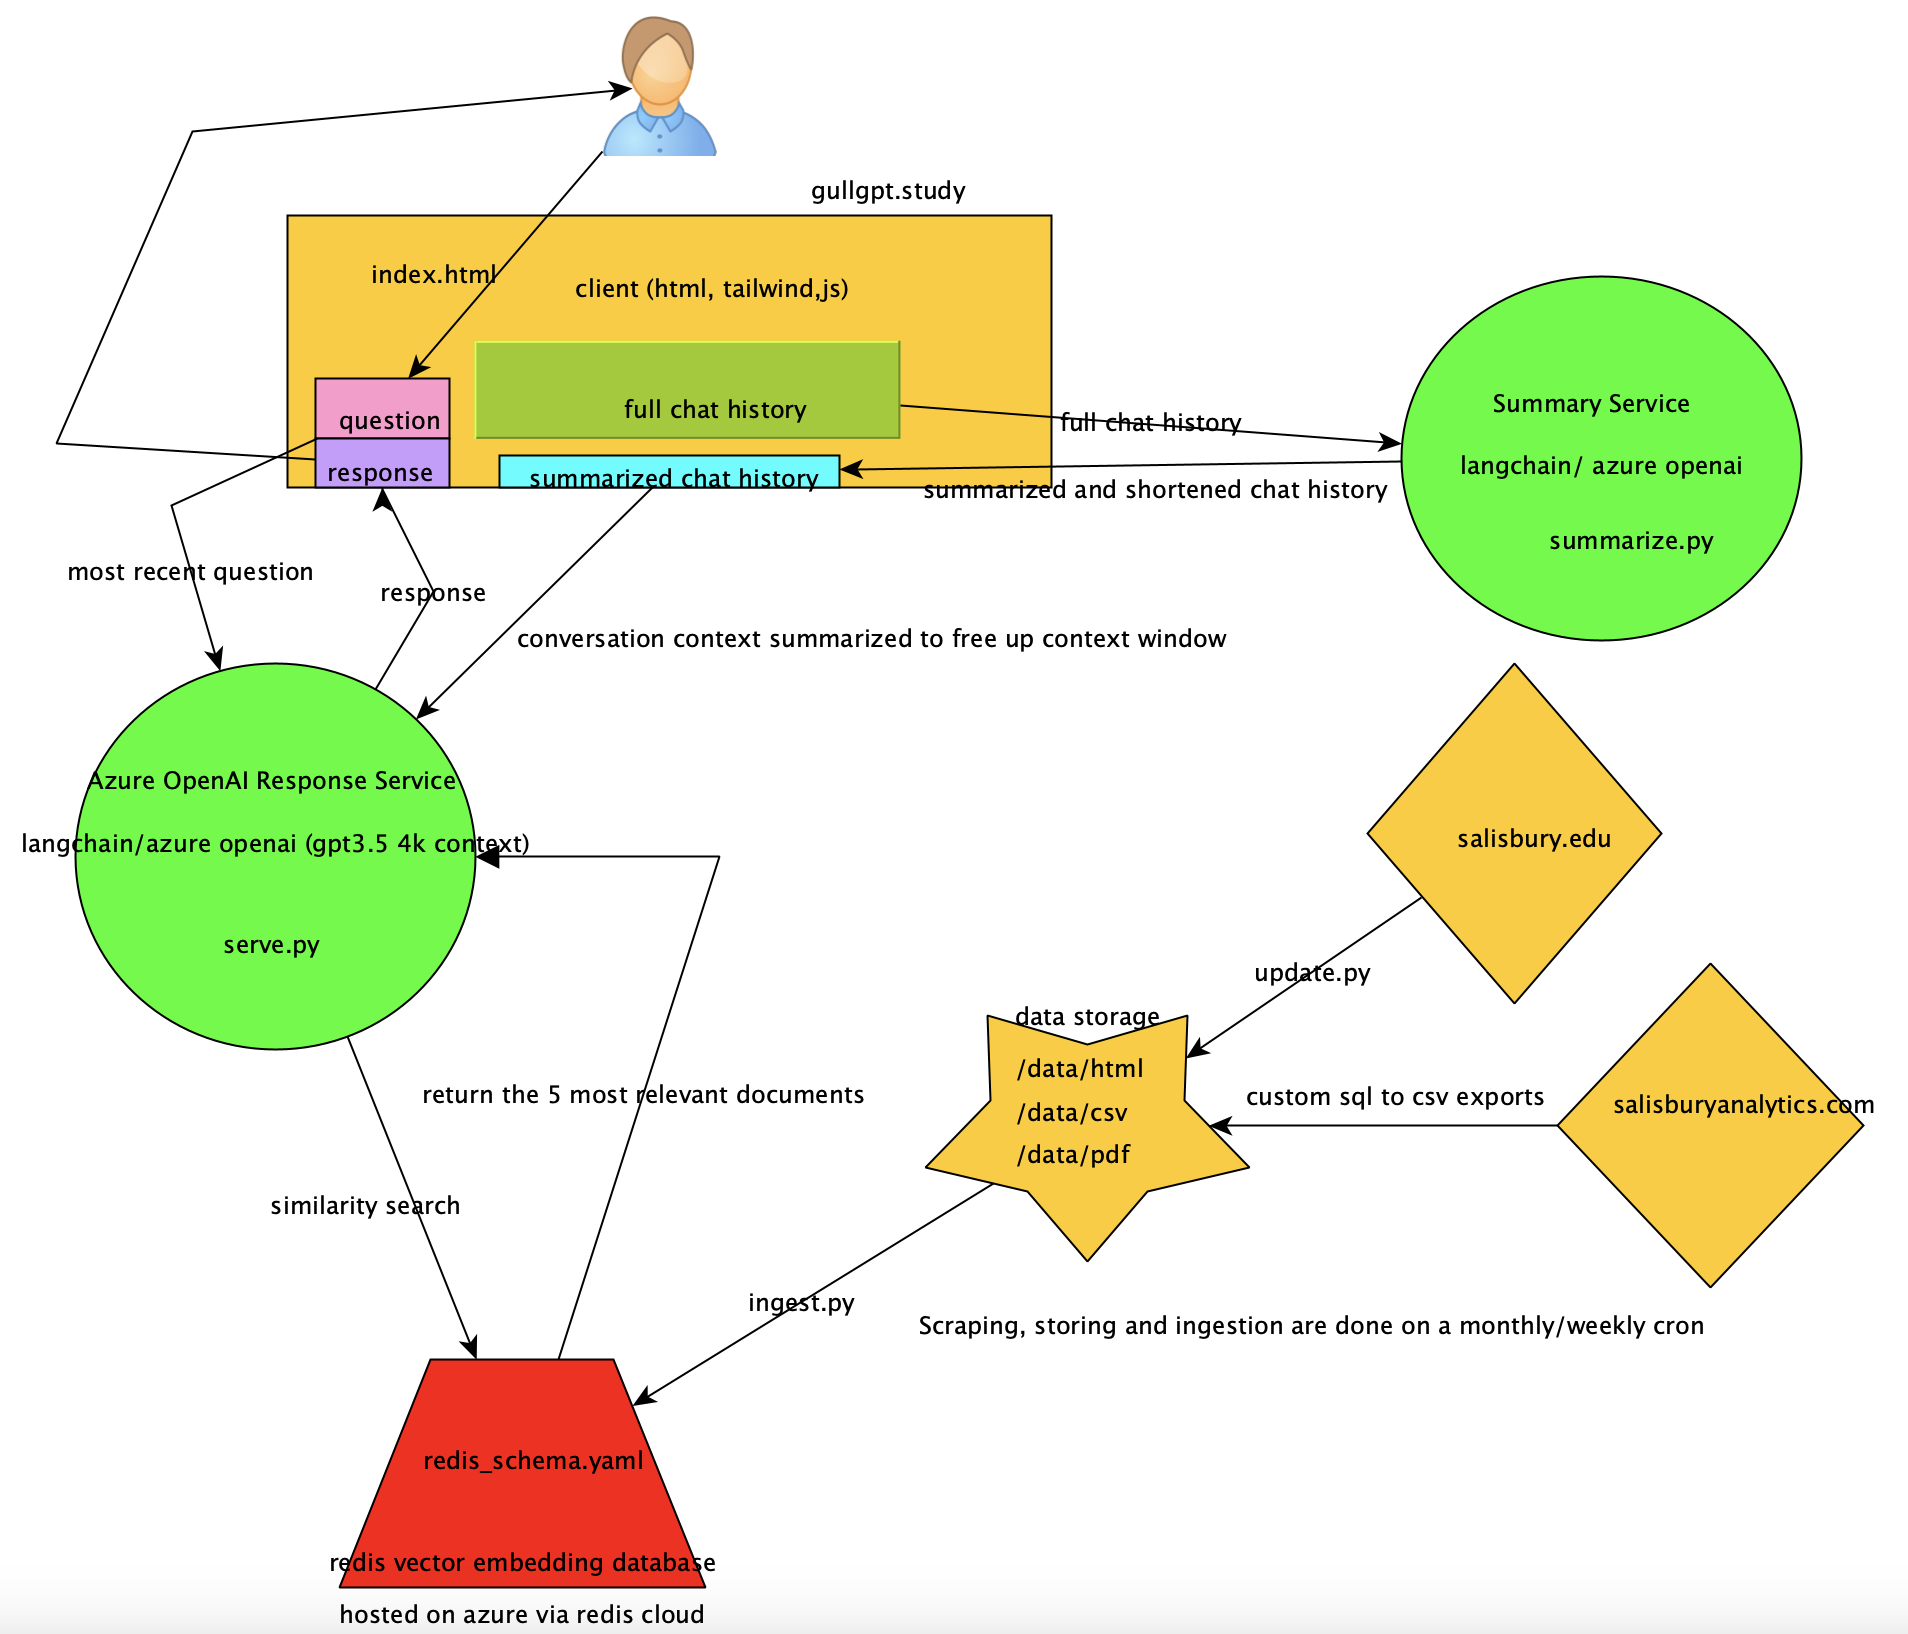 gullgpt.study
index.html
client (html, tailwind,js)
full chat history
question
response
summarized chat history
full chat history
summarized and shortened chat history
Summary Service
langchain/ azure openai
summarize.py
most recent question
response
conversation context summarized to free up context window
Azure OpenAI Response Service
langchain/azure openai (gpt3.5 4k context)
serve.py
salisbury.edu
update.py
data storage
/data/html
/data/csv
/data/pdf
custom sql to csv exports
salisburyanalytics.com
return the 5 most relevant documents
similarity search
ingest.py
Scraping, storing and ingestion are done on a monthly/weekly cron
redis_schema.yaml
redis vector embedding database
hosted on azure via redis cloud